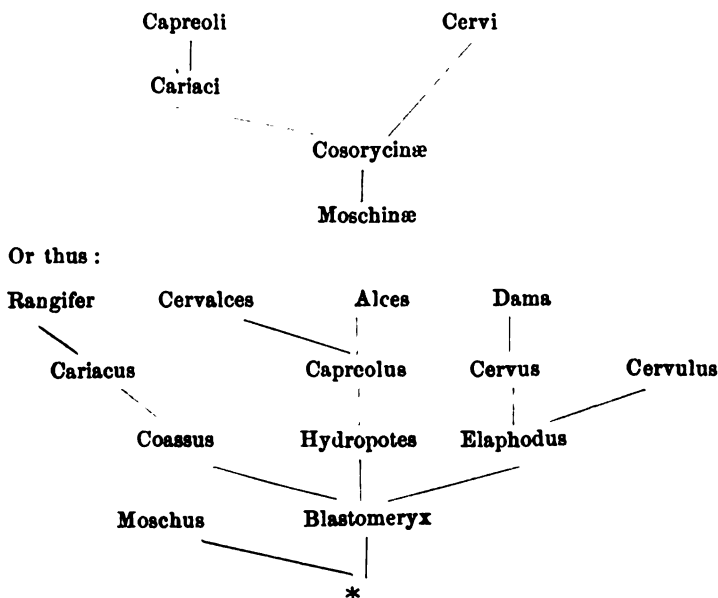 Capreoli Cervi
Cariaci
Cosorycinæ
Moschinæ
Or thus:
Rangifer Cervalces Alces Dama
Cariacus Capreolus Cervus Cervulus
Coassus Hydropotes Elaphodus
Moschus Blastomeryx
*